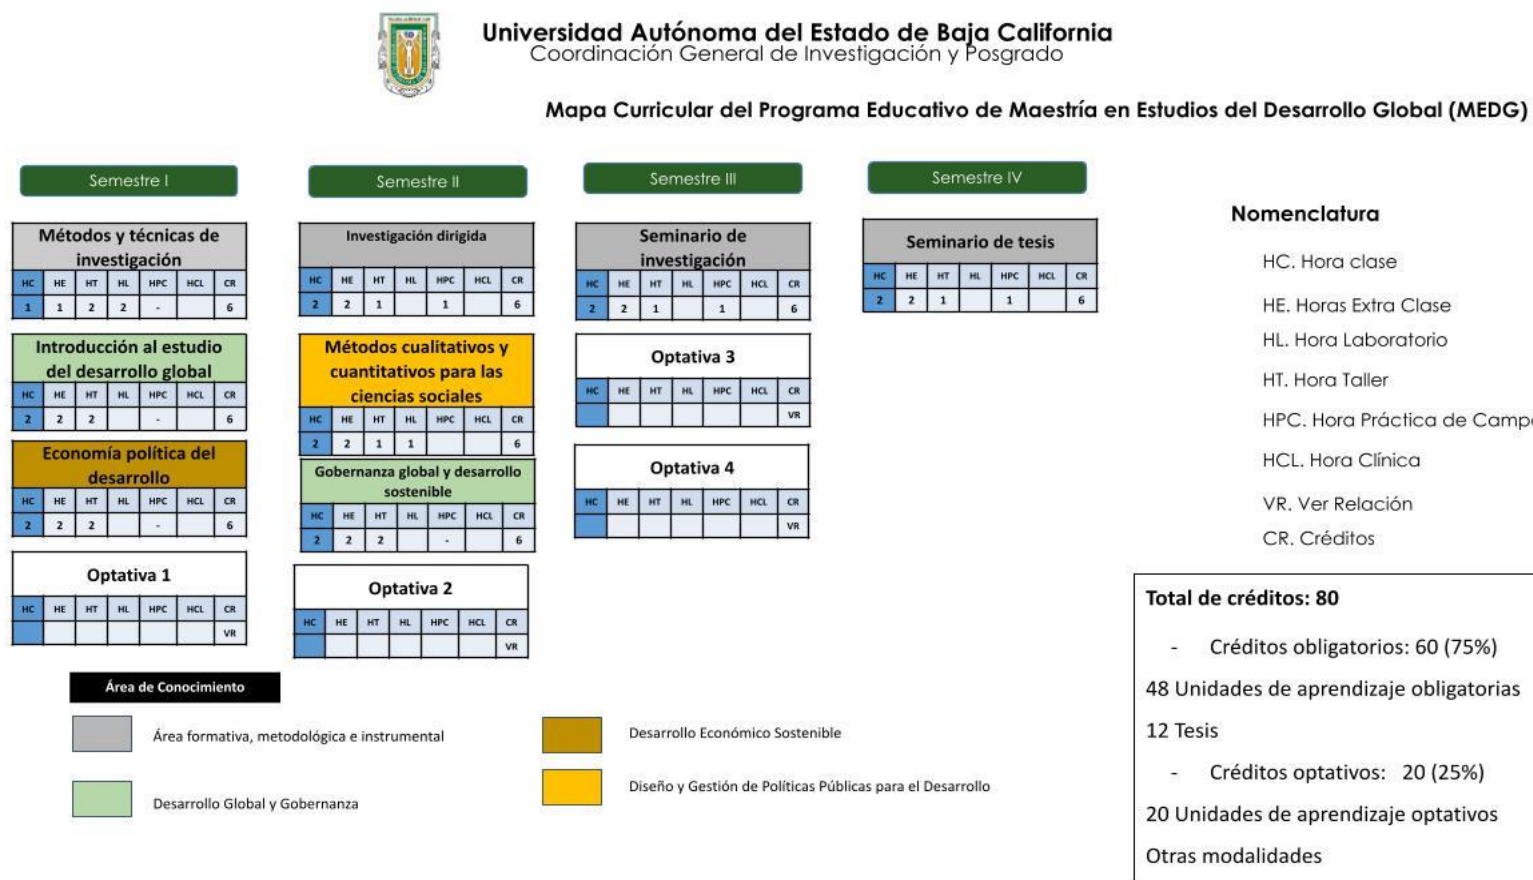 Universidad Autónoma del Estado de Baja California
Coordinación General de Investigación y Posgrado
Mapa Curricular del Programa Educativo de Maestría en Estudios del Desarrollo Global (MEDG)
Semestre I
Métodos y técnicas de
investigación
HC HE HT HL HPC HCL CR
1 1 2 2 - 6
Introducción al estudio
del desarrollo global
HC HE HT HL HPC HCL CR
2 2 2 - 6
Economía política del
desarrollo
HC HE HT HL HPC HCL CR
2 2 2 - 6
Optativa 1
HC HE HT HL HPC HCL CR
VR
Semestre II
Investigación dirigida
HC HE HT HL HPC HCL CR
2 2 1 1 6
Métodos cualitativos y
cuantitativos para las
ciencias sociales
HC HE HT HL HPC HCL CR
2 2 1 1 6
Gobernanza global y desarrollo
sostenible
HC HE HT HL HPC HCL CR
2 2 2 - 6
Optativa 2
HC HE HT HL HPC HCL CR
VR
Semestre III
Seminario de
investigación
HC HE HT HL HPC HCL CR
2 2 1 1 6
Optativa 3
HC HE HT HL HPC HCL CR
VR
Optativa 4
HC HE HT HL HPC HCL CR
VR
Semestre IV
Seminario de tesis
HC HE HT HL HPC HCL CR
2 2 1 1 6
Nomenclatura
HC. Hora clase
HE. Horas Extra Clase
HL. Hora Laboratorio
HT. Hora Taller
HPC. Hora Práctica de Campo
HCL. Hora Clínica
VR. Ver Relación
CR. Créditos
Total de créditos: 80
- Créditos obligatorios: 60 (75%)
48 Unidades de aprendizaje obligatorias
12 Tesis
- Créditos optativos: 20 (25%)
20 Unidades de aprendizaje optativos
Otras modalidades
Área de Conocimiento
Área formativa, metodológica e instrumental
Desarrollo Global y Gobernanza
Desarrollo Económico Sostenible
Diseño y Gestión de Políticas Públicas para el Desarrollo